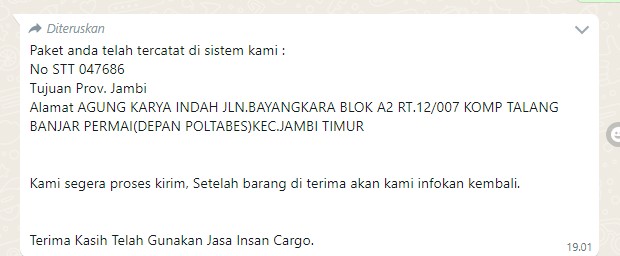 Diteruskan
Paket anda telah tercatat di sistem kami :
No STT 047686
Tujuan Prov. Jambi
Alamat AGUNG KARYA INDAH JLN.BAYANGKARA BLOK A2 RT.12/007 KOMP TALANG
BANJAR PERMAI(DEPAN POLTABES)KEC.JAMBI TIMUR
Kami segera proses kirim, Setelah barang di terima akan kami infokan kembali.
Terima Kasih Telah Gunakan Jasa Insan Cargo.
19.01